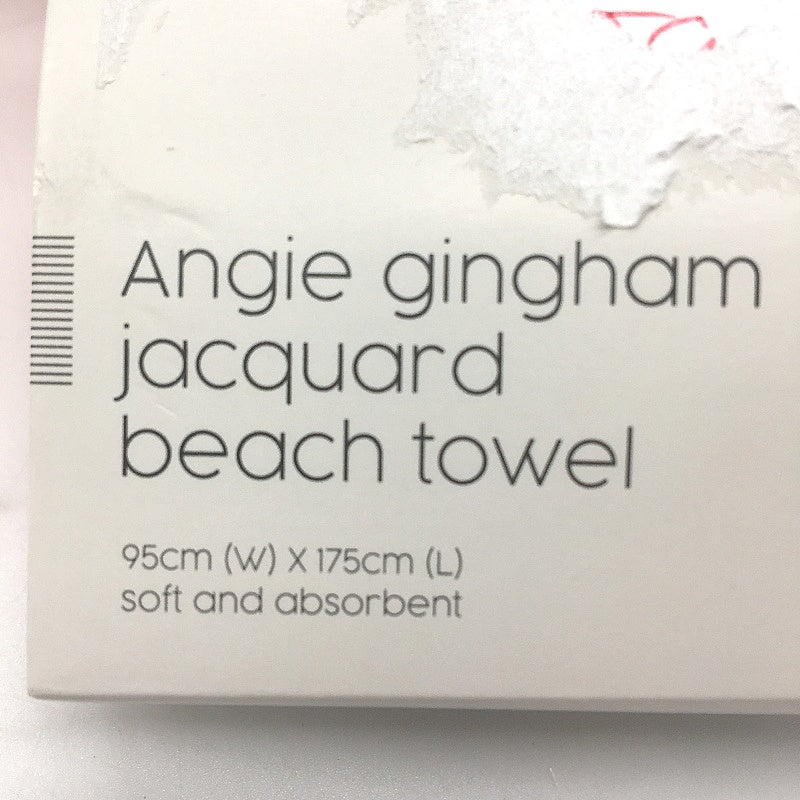 Angie gingham
jacquard
beach towel
95cm (W) X 175cm (L)
soft and absorbent